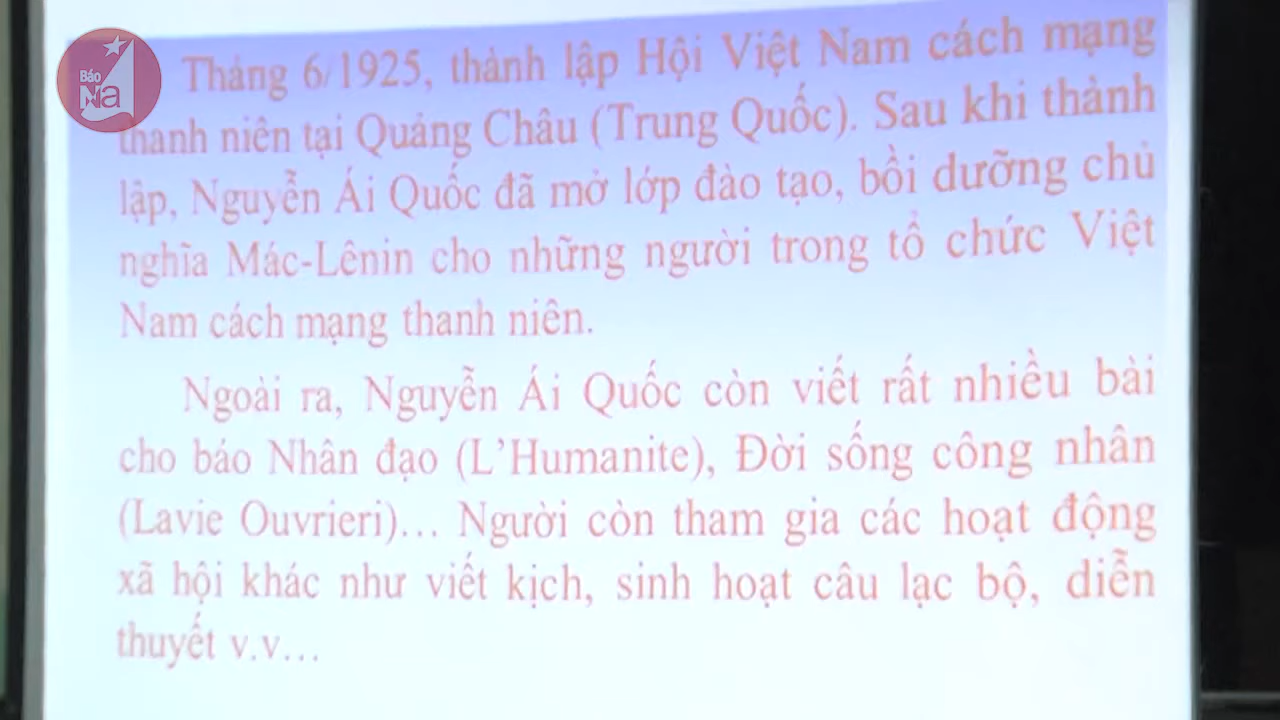 Báo
Na
Tháng 6/1925, thành lập Hội Việt Nam cách mạng
thanh niên tại Quảng Châu (Trung Quốc). Sau khi thành
lập, Nguyễn Ái Quốc đã mở lớp đào tạo, bồi dưỡng chủ
nghĩa Mác-Lênin cho những người trong tổ chức Việt
Nam cách mạng thanh niên.
Ngoài ra, Nguyễn Ái Quốc còn viết rất nhiều bài
cho báo Nhân đạo (L’Humanite), Đời sống công nhân
(Lavie Ouvrieri)... Người còn tham gia các hoạt động
xã hội khác như viết kịch, sinh hoạt câu lạc bộ, diễn
thuyết v.v...